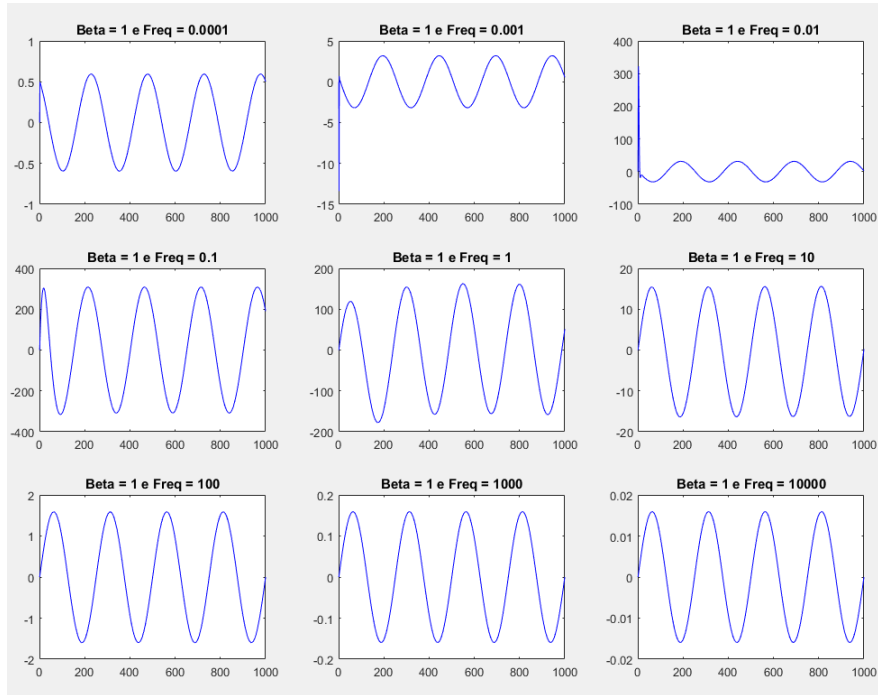 Beta = 1 e Freq = 0.0001
1
0.5
0
-0.5
-1
0 200 400 600 800 1000
Beta = 1 e Freq = 0.001
5
0
-5
-10
-15
0 200 400 600 800 1000
Beta = 1 e Freq = 0.01
400
300
200
100
0
-100
0 200 400 600 800 1000
Beta = 1 e Freq = 0.1
400
200
0
-200
-400
0 200 400 600 800 1000
Beta = 1 e Freq = 1
200
100
0
-100
-200
0 200 400 600 800 1000
Beta = 1 e Freq = 10
20
10
0
-10
-20
0 200 400 600 800 1000
Beta = 1 e Freq = 100
2
1
0
-1
-2
0 200 400 600 800 1000
Beta = 1 e Freq = 1000
0.2
0.1
0
-0.1
-0.2
0 200 400 600 800 1000
Beta = 1 e Freq = 10000
0.02
0.01
0
-0.01
-0.02
0 200 400 600 800 1000